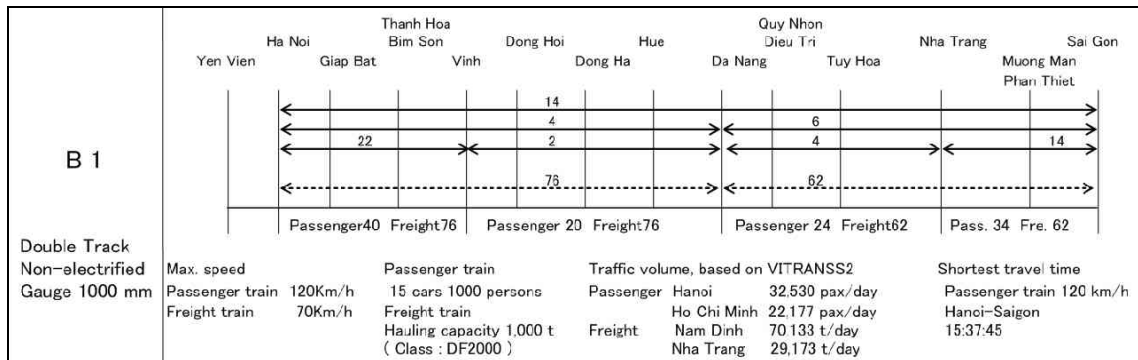 Thanh Hoa Quy Nhon
Ha Noi Bim Son Dong Hoi Hue Dieu Tri Nha Trang Sai Gon
Yen Vien Giap Bat Vinh Dong Ha Da Nang Tuy Hoa Muong Man
Phan Thiet
14
4 6
22 2 4 14
B 1
76 62
Passenger40 Freight76 Passenger 20 Freight76 Passenger 24 Freight62 Pass. 34 Fre. 62
Double Track
Non-electrified Max. speed Passenger train Traffic volume, based on VITRANSS2 Shortest travel time
Gauge 1000 mm Passenger train 120Km/h 15 cars 1000 persons Passenger Hanoi 32,530 pax/day Passenger train 120 km/h
Freight train 70Km/h Freight train Ho Chi Minh 22,177 pax/day Hanoi-Saigon
Hauling capacity 1,000 t Freight Nam Dinh 70,133 t/day 15:37:45
( Class : DF2000 ) Nha Trang 29,173 t/day